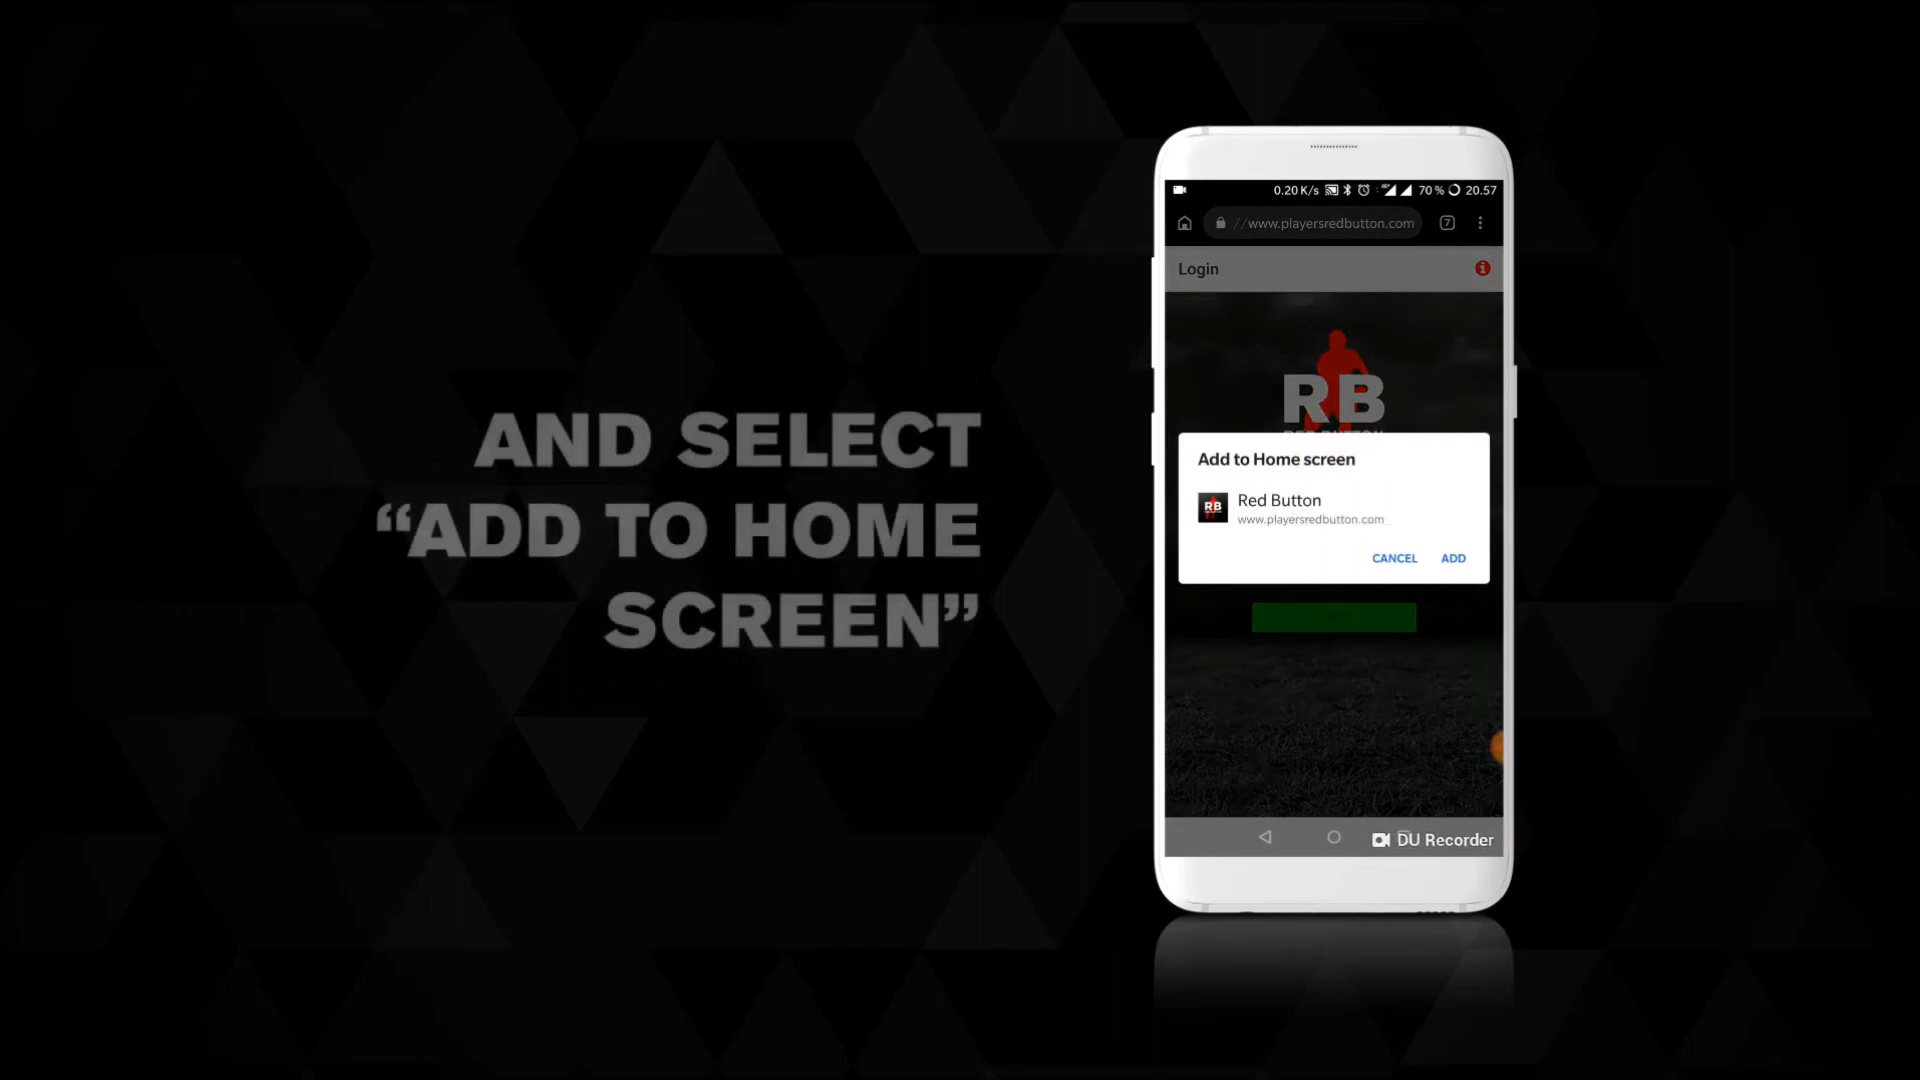 AND SELECT
“ADD TO HOME
SCREEN”
0.20 K/s 70 % 20.57
//www.playersredbutton.com 7
Login
RB
Add to Home screen
RB
Red Button
www.playersredbutton.com
CANCEL ADD
DU Recorder